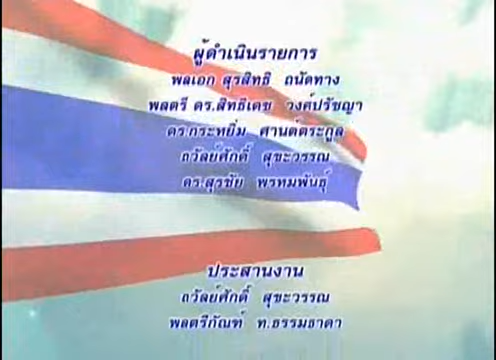 ผู้ดำเนินรายการ
พลเอก สุรสิทธิ ถนัดทาง
พลตรี ดร.สิทธิเดช วงศ์ปรัชญา
ดร.กระหยิ่ม ศานต์ตระกูล
ถวัลย์ศักดิ์ สุขะวรรณ
ดร.สุรชัย พรหมพันธุ์
ประสานงาน
ถวัลย์ศักดิ์ สุขะวรรณ
พลตรีกัณฑ์ ท.ธรรมธาดา